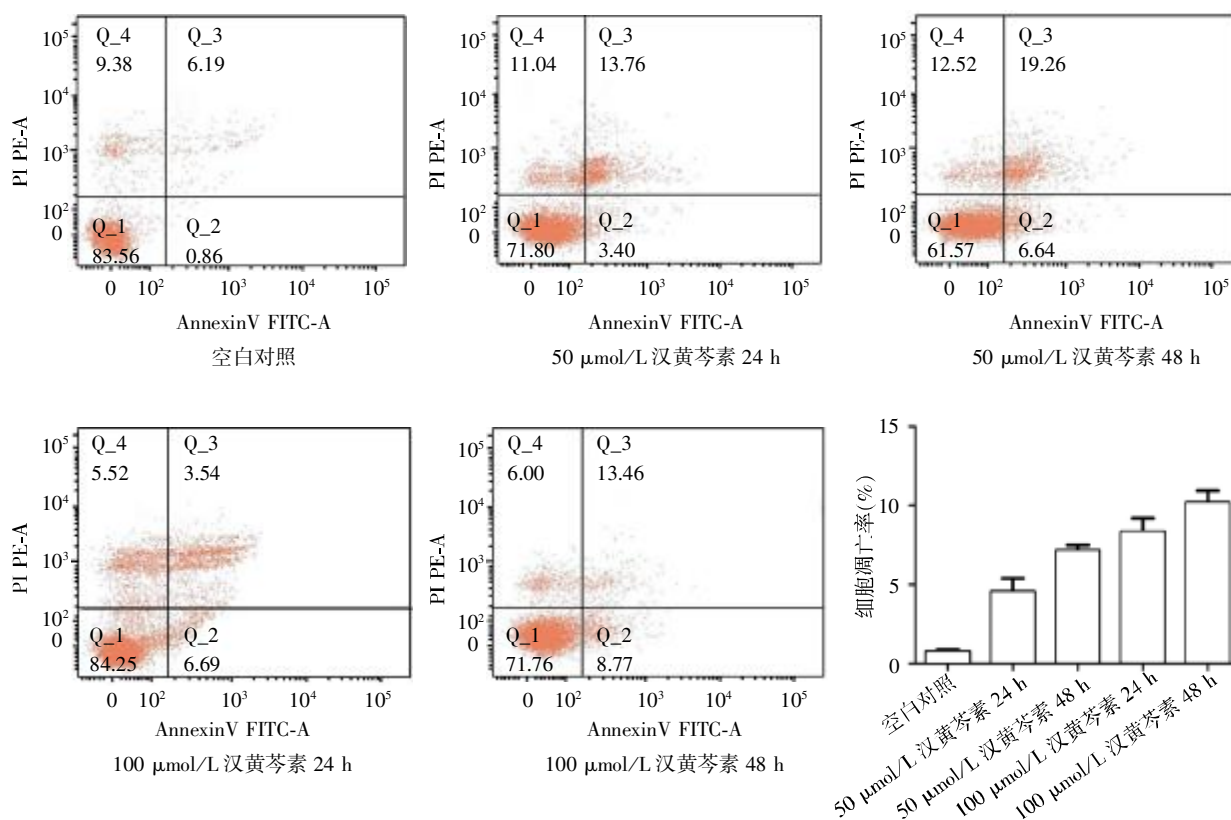 Q_4
9.38
Q_3
6.19
Q_1
83.56
Q_2
0.86
10⁵
10⁴
10³
10²
0
PI PE-A
0 10² 10³ 10⁴ 10⁵
AnnexinV FITC-A
空白对照
Q_4
11.04
Q_3
13.76
Q_1
71.80
Q_2
3.40
10⁵
10⁴
10³
10²
0
PI PE-A
0 10² 10³ 10⁴ 10⁵
AnnexinV FITC-A
50 μmol/L 汉黄芩素 24 h
Q_4
12.52
Q_3
19.26
Q_1
61.57
Q_2
6.64
10⁵
10⁴
10³
10²
0
PI PE-A
0 10² 10³ 10⁴ 10⁵
AnnexinV FITC-A
50 μmol/L 汉黄芩素 48 h
Q_4
5.52
Q_3
3.54
Q_1
84.25
Q_2
6.69
10⁵
10⁴
10³
10²
0
PI PE-A
0 10² 10³ 10⁴ 10⁵
AnnexinV FITC-A
100 μmol/L 汉黄芩素 24 h
Q_4
6.00
Q_3
13.46
Q_1
71.76
Q_2
8.77
10⁵
10⁴
10³
10²
0
PI PE-A
0 10² 10³ 10⁴ 10⁵
AnnexinV FITC-A
100 μmol/L 汉黄芩素 48 h
15
10
5
0
细胞凋亡率(%)
空白对照
50 μmol/L 汉黄芩素 24 h
50 μmol/L 汉黄芩素 48 h
100 μmol/L 汉黄芩素 24 h
100 μmol/L 汉黄芩素 48 h